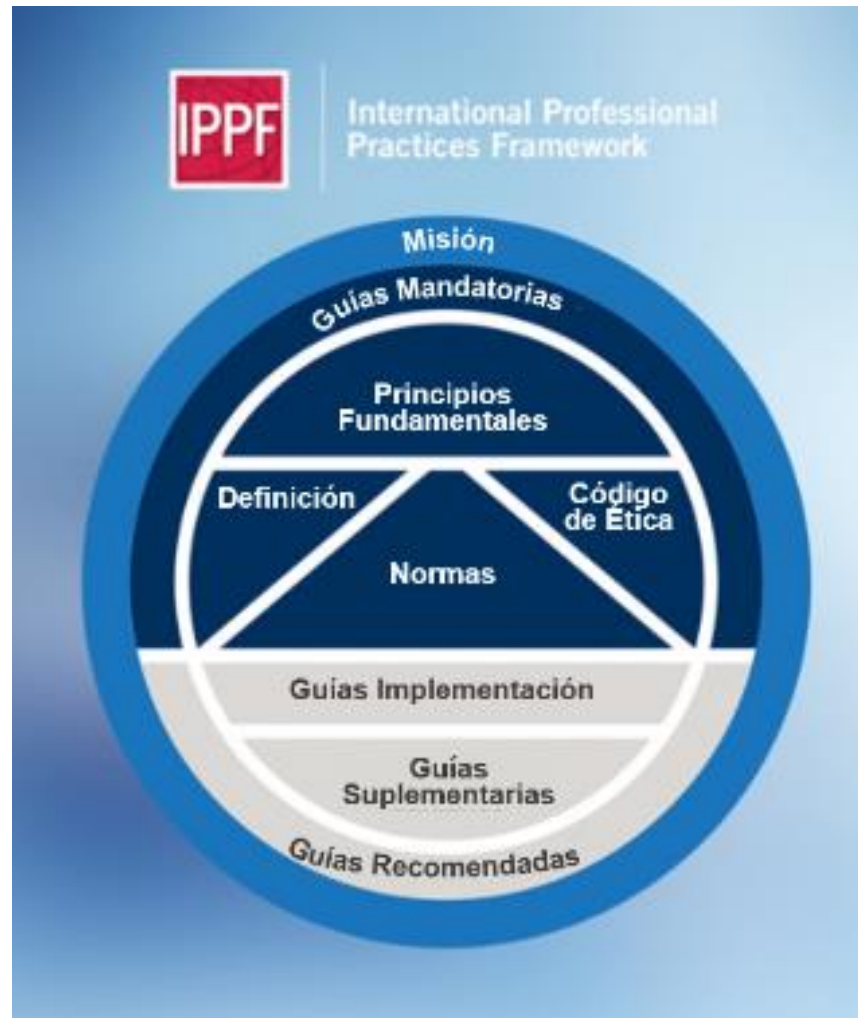 IPPF
International Professional
Practices Framework
Misión
Guías Mandatorias
Principios
Fundamentales
Definición
Código
de Ética
Normas
Guías Implementación
Guías
Suplementarias
Guías Recomendadas